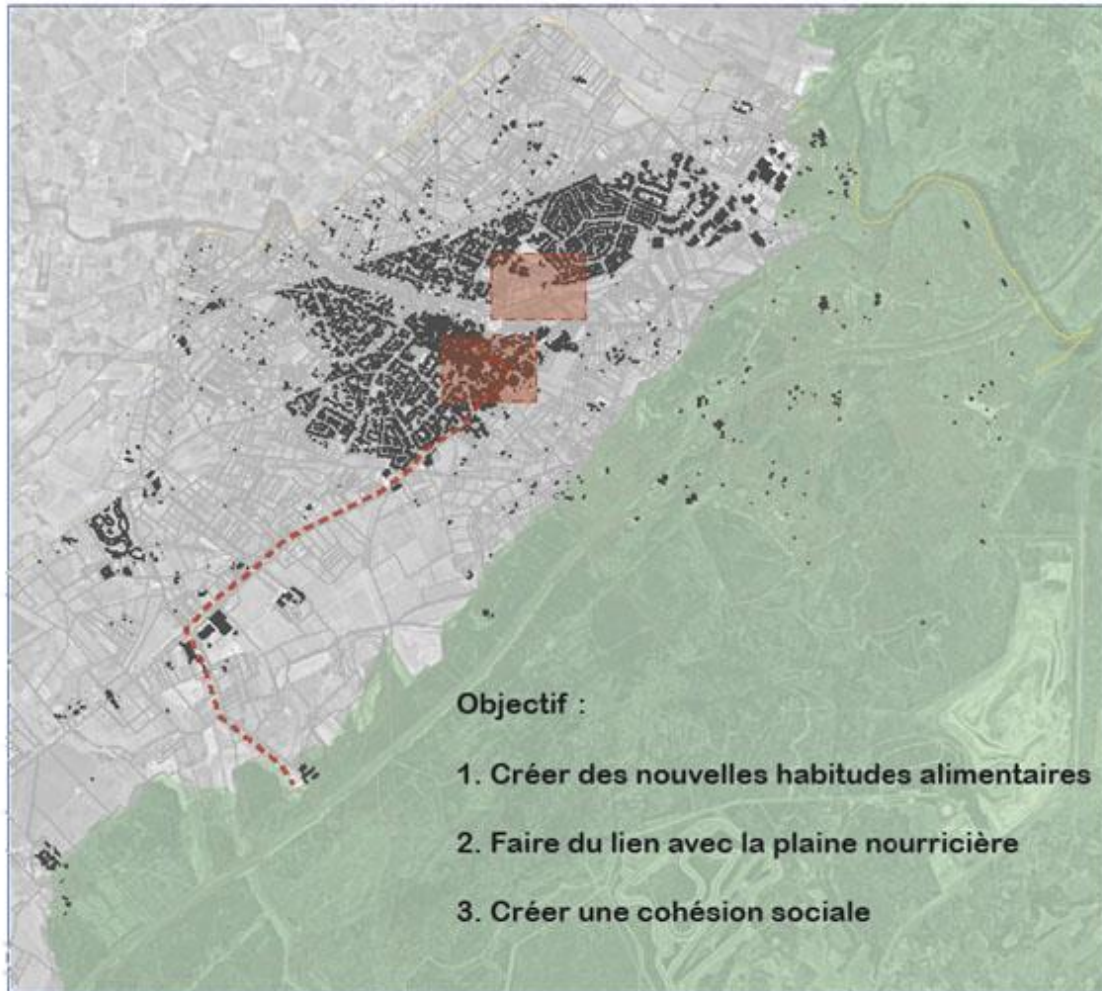 Objectif :
1. Créer des nouvelles habitudes alimentaires
2. Faire du lien avec la plaine nourricière
3. Créer une cohésion sociale